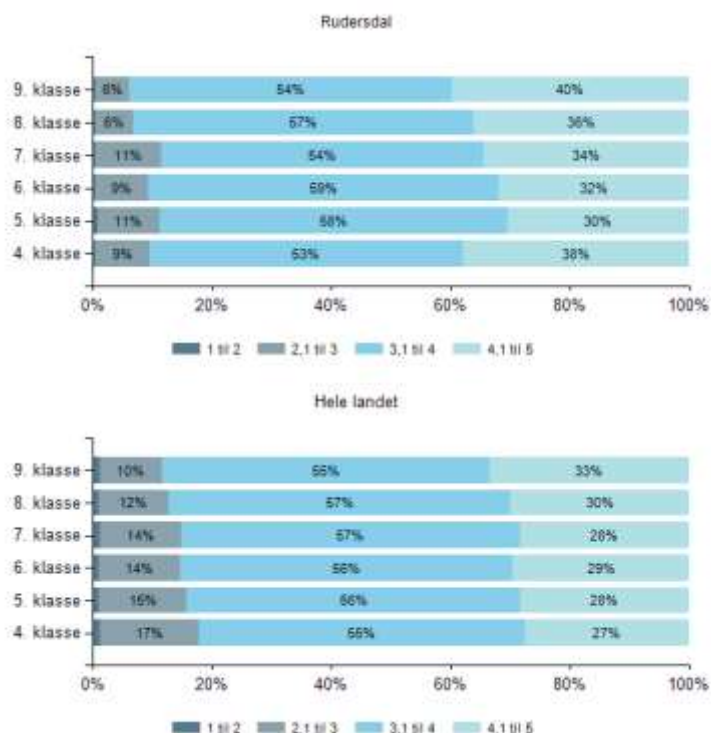 Rudersdal
9. klasse 6% 54% 40%
8. klasse 6% 57% 36%
7. klasse 11% 54% 34%
6. klasse 9% 59% 32%
5. klasse 11% 58% 30%
4. klasse 9% 53% 38%
0% 20% 40% 60% 80% 100%
1 til 2 2,1 til 3 3,1 til 4 4,1 til 5
Hele landet
9. klasse 10% 55% 33%
8. klasse 12% 57% 30%
7. klasse 14% 57% 28%
6. klasse 14% 56% 29%
5. klasse 15% 56% 28%
4. klasse 17% 55% 27%
0% 20% 40% 60% 80% 100%
1 til 2 2,1 til 3 3,1 til 4 4,1 til 5